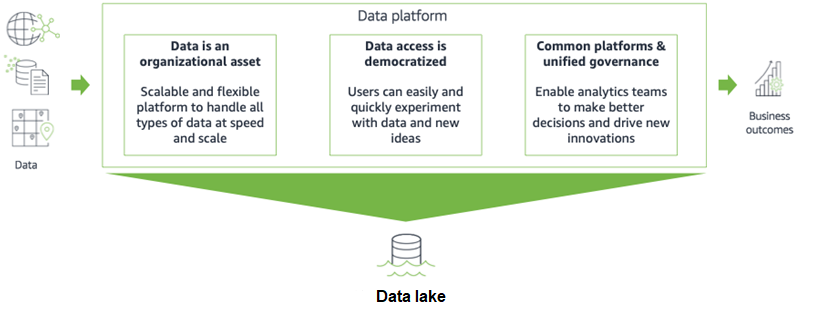 Data platform
Data is an
organizational asset
Scalable and flexible
platform to handle all
types of data at speed
and scale
Data access is
democratized
Users can easily and
quickly experiment
with data and new
ideas
Common platforms &
unified governance
Enable analytics teams
to make better
decisions and drive new
innovations
Data
Business
outcomes
Data lake